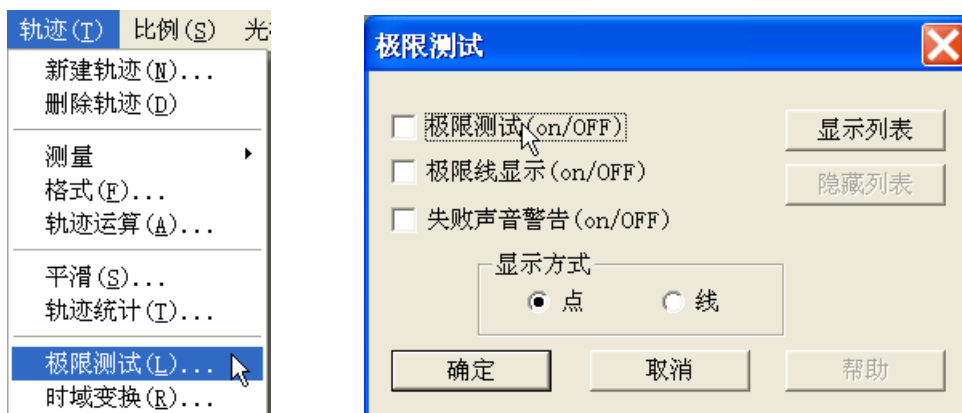 轨迹(T) 比例(S) 光
新建轨迹(N)...
删除轨迹(D)
测量
格式(F)...
轨迹运算(A)...
平滑(S)...
轨迹统计(T)...
极限测试(L)...
时域变换(R)...
极限测试
极限测试(on/OFF)
显示列表
极限线显示(on/OFF)
隐藏列表
失败声音警告(on/OFF)
显示方式
点 线
确定 取消 帮助